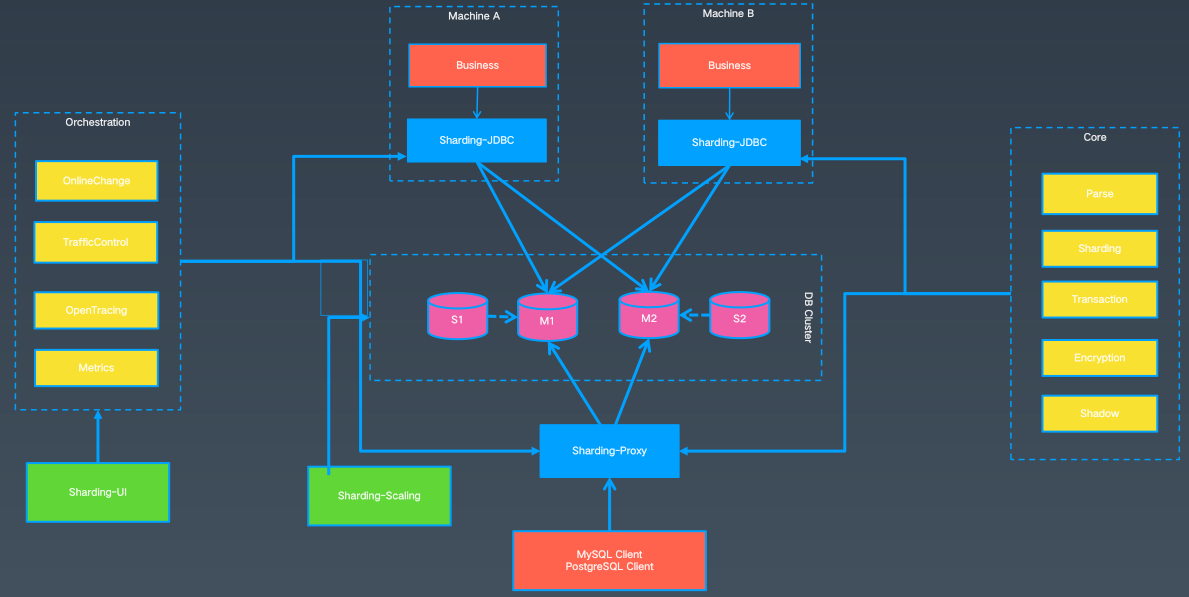 Machine A
Business
Sharding-JDBC
Machine B
Business
Sharding-JDBC
Orchestration
OnlineChange
TrafficControl
OpenTracing
Metrics
Sharding-UI
Core
Parse
Sharding
Transaction
Encryption
Shadow
S1
M1
M2
S2
DB Cluster
Sharding-Proxy
Sharding-Scaling
MySQL Client
PostgreSQL Client